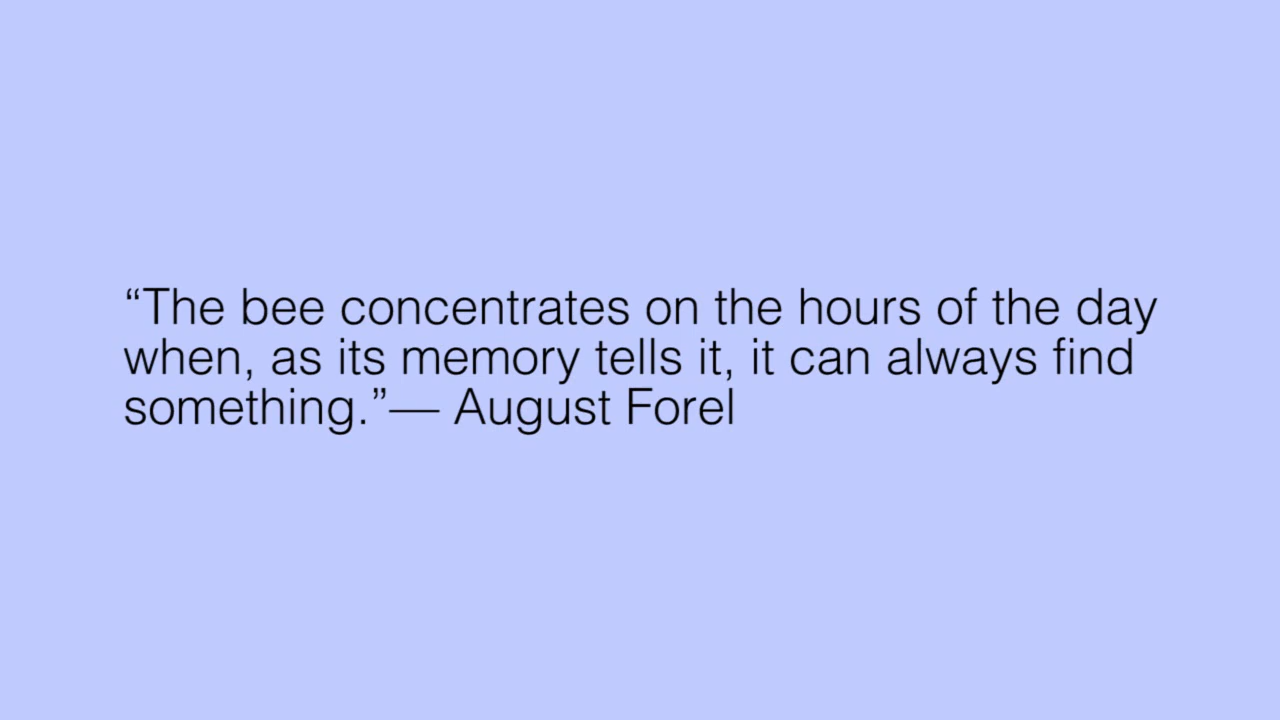 “The bee concentrates on the hours of the day
when, as its memory tells it, it can always find
something.”— August Forel